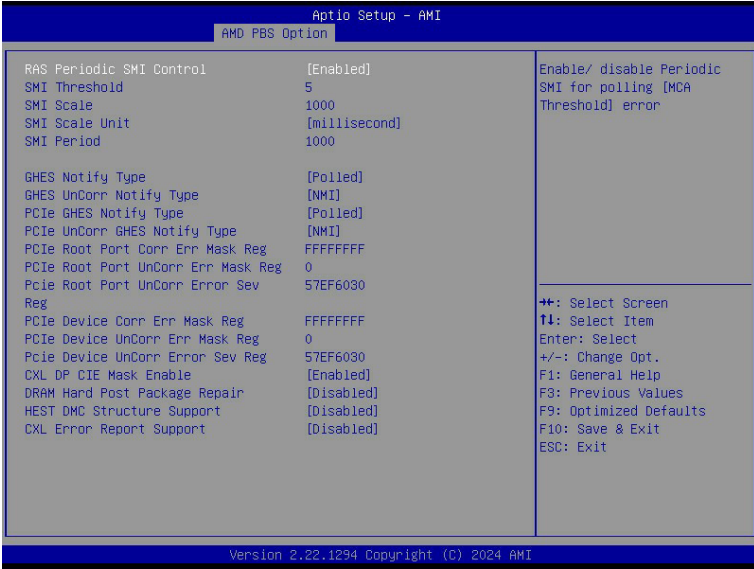 Aptio Setup – AMI
AMD PBS Option
RAS Periodic SMI Control [Enabled]
SMI Threshold 5
SMI Scale 1000
SMI Scale Unit [millisecond]
SMI Period 1000
GHES Notify Type [Polled]
GHES UnCorr Notify Type [NMI]
PCIe GHES Notify Type [Polled]
PCIe UnCorr GHES Notify Type [NMI]
PCIe Root Port Corr Err Mask Reg FFFFFFFF
PCIe Root Port UnCorr Err Mask Reg 0
Pcie Root Port UnCorr Error Sev 57EF6030
Reg
PCIe Device Corr Err Mask Reg FFFFFFFF
PCIe Device UnCorr Err Mask Reg 0
Pcie Device UnCorr Error Sev Reg 57EF6030
CXL DP CIE Mask Enable [Enabled]
DRAM Hard Post Package Repair [Disabled]
HEST DMC Structure Support [Disabled]
CXL Error Report Support [Disabled]
Enable/ disable Periodic
SMI for polling [MCA
Threshold] error
→←: Select Screen
↑↓: Select Item
Enter: Select
+/-: Change Opt.
F1: General Help
F3: Previous Values
F9: Optimized Defaults
F10: Save & Exit
ESC: Exit
Version 2.22.1294 Copyright (C) 2024 AMI